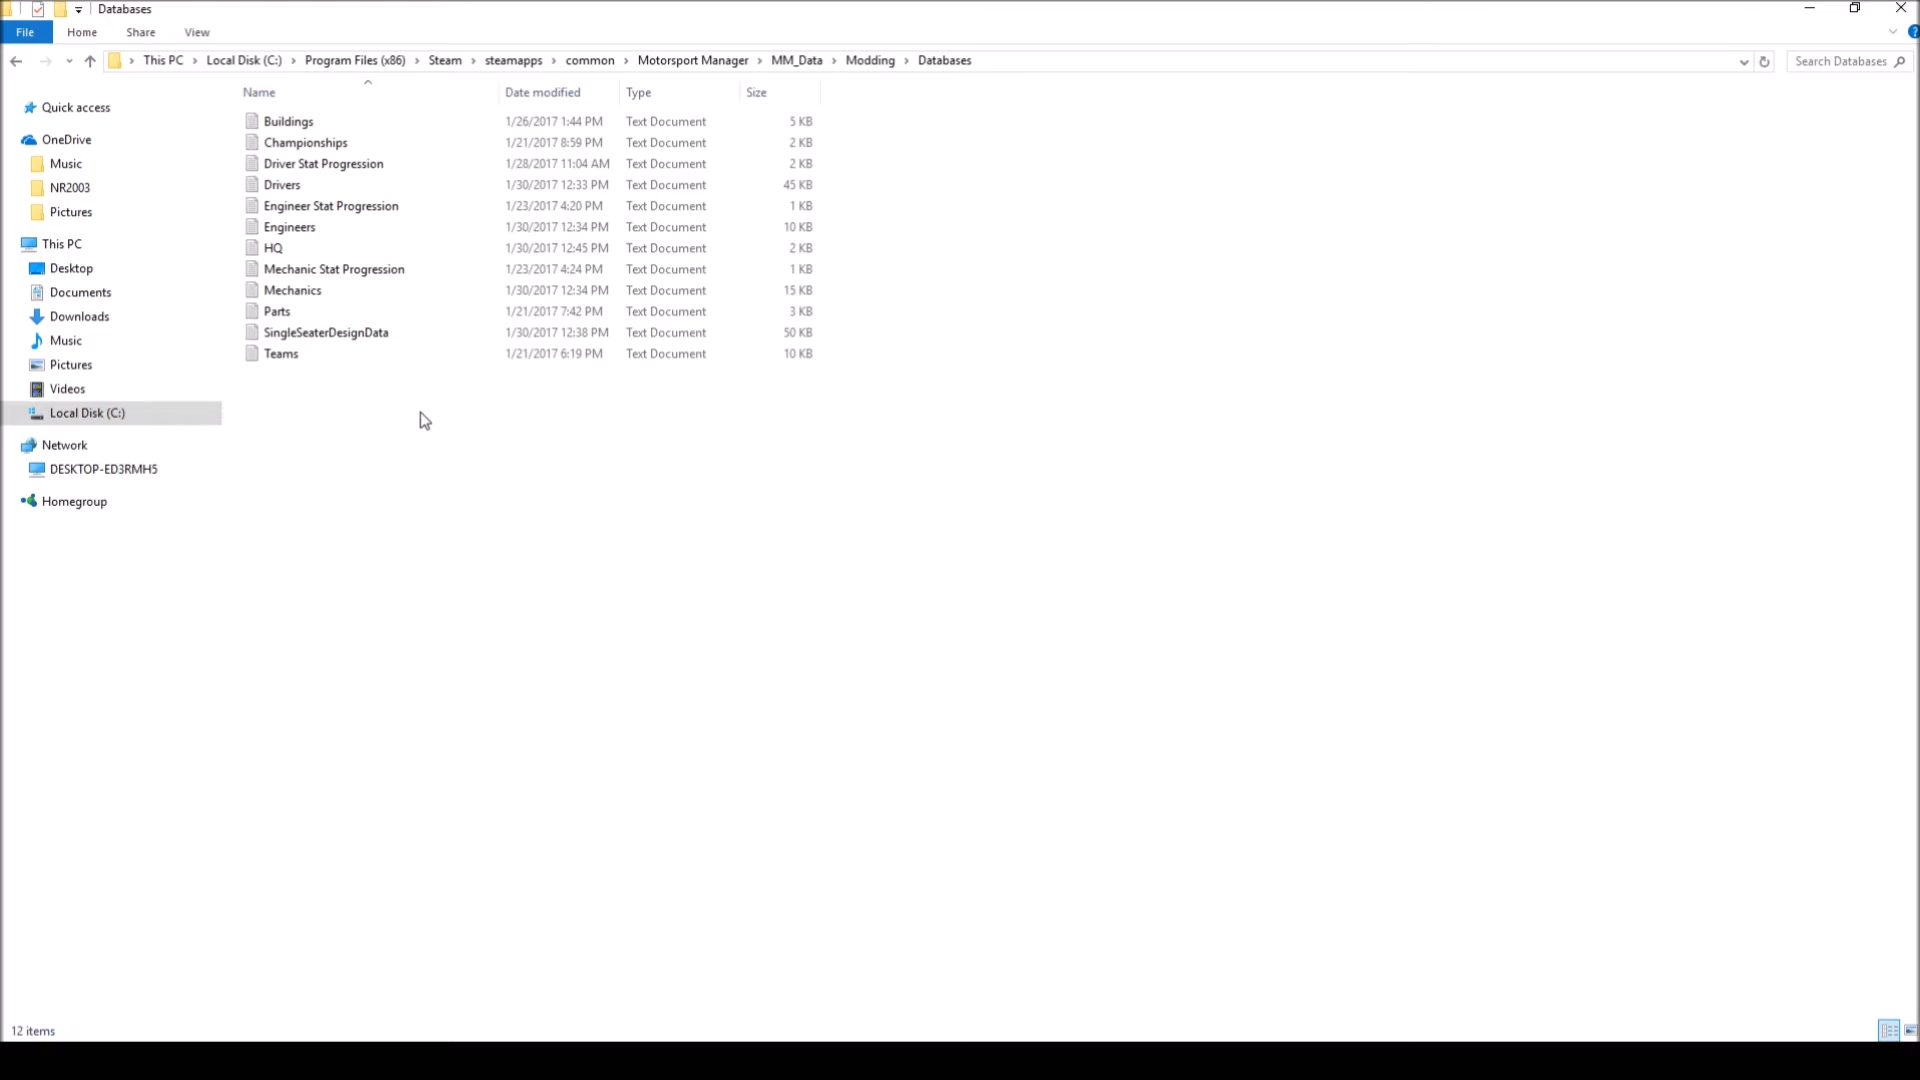 Databases
File Home Share View
This PC Local Disk (C:) Program Files (x86) Steam steamapps common Motorsport Manager MM_Data Modding Databases
Search Databases
Name Date modified Type Size
Quick access
OneDrive
Music
NR2003
Pictures
This PC
Desktop
Documents
Downloads
Music
Pictures
Videos
Local Disk (C:)
Network
DESKTOP-ED3RMH5
Homegroup
Buildings 1/26/2017 1:44 PM Text Document 5 KB
Championships 1/21/2017 8:59 PM Text Document 2 KB
Driver Stat Progression 1/28/2017 11:04 AM Text Document 2 KB
Drivers 1/30/2017 12:33 PM Text Document 45 KB
Engineer Stat Progression 1/23/2017 4:20 PM Text Document 1 KB
Engineers 1/30/2017 12:34 PM Text Document 10 KB
HQ 1/30/2017 12:45 PM Text Document 2 KB
Mechanic Stat Progression 1/23/2017 4:24 PM Text Document 1 KB
Mechanics 1/30/2017 12:34 PM Text Document 15 KB
Parts 1/21/2017 7:42 PM Text Document 3 KB
SingleSeaterDesignData 1/30/2017 12:38 PM Text Document 50 KB
Teams 1/21/2017 6:19 PM Text Document 10 KB
12 items